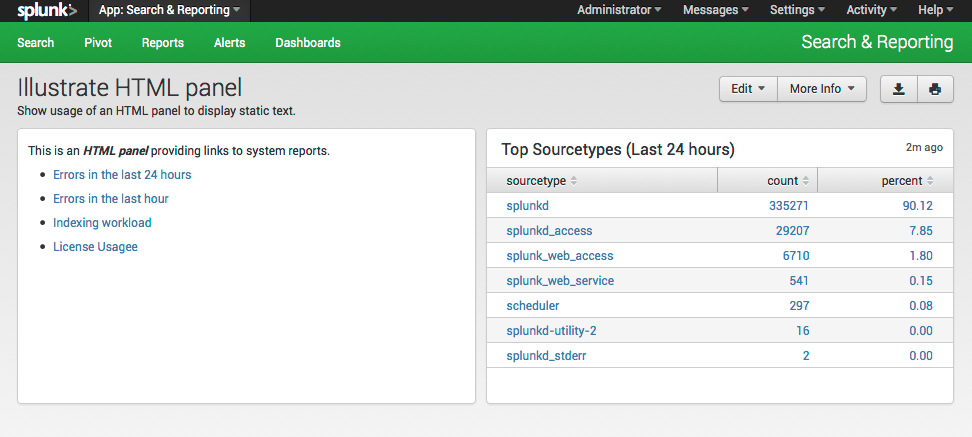 splunk> App: Search & Reporting Administrator Messages Settings Activity Help
Search Pivot Reports Alerts Dashboards Search & Reporting
Illustrate HTML panel
Edit More Info
Show usage of an HTML panel to display static text.
This is an HTML panel providing links to system reports.
Errors in the last 24 hours
Errors in the last hour
Indexing workload
License Usagee
Top Sourcetypes (Last 24 hours) 2m ago
sourcetype count percent
splunkd 335271 90.12
splunkd_access 29207 7.85
splunk_web_access 6710 1.80
splunk_web_service 541 0.15
scheduler 297 0.08
splunkd-utility-2 16 0.00
splunkd_stderr 2 0.00